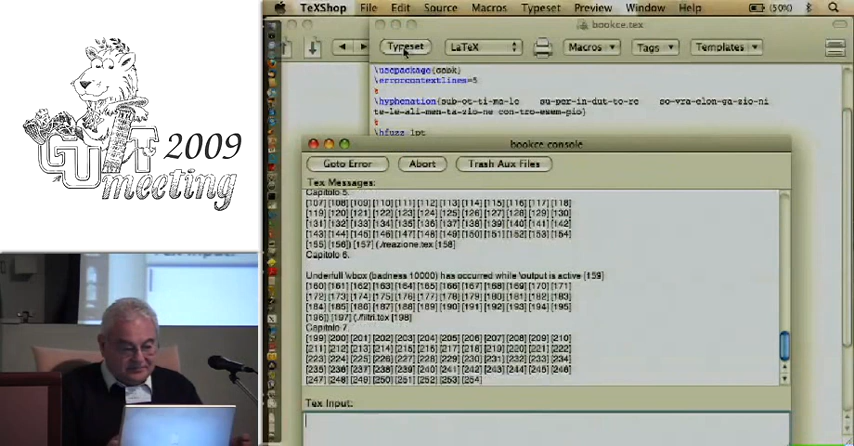 TeXShop File Edit Source Macros Typeset Preview Window Help (50%)
bookce.tex
Typeset LaTeX Macros Tags Templates
\errorcontextlines=5
\hyphenation{sub-ot-ti-ma-le su-per-in-dut-to-re so-vra-elon-ga-zio-ni
te-le-ali-men-ta-zio-ne con-tro-esem-pio}
\hfuzz 1pt
bookce console
Goto Error Abort Trash Aux Files
Tex Messages:
Capitolo 5.
[107] [108] [109] [110] [111] [112] [113] [114] [115] [116] [117] [118]
[119] [120] [121] [122] [123] [124] [125] [126] [127] [128] [129] [130]
[131] [132] [133] [134] [135] [136] [137] [138] [139] [140] [141] [142]
[143] [144] [145] [146] [147] [148] [149] [150] [151] [152] [153] [154]
[155] [156]) [157] (./reazione.tex [158]
Capitolo 6.
Underfull \vbox (badness 10000) has occurred while \output is active [159]
[160] [161] [162] [163] [164] [165] [166] [167] [168] [169] [170] [171]
[172] [173] [174] [175] [176] [177] [178] [179] [180] [181] [182] [183]
[184] [185] [186] [187] [188] [189] [190] [191] [192] [193] [194] [195]
[196]) [197] (./filtri.tex [198]
Capitolo 7.
[199] [200] [201] [202] [203] [204] [205] [206] [207] [208] [209] [210]
[211] [212] [213] [214] [215] [216] [217] [218] [219] [220] [221] [222]
[223] [224] [225] [226] [227] [228] [229] [230] [231] [232] [233] [234]
[235] [236] [237] [238] [239] [240] [241] [242] [243] [244] [245] [246]
[247] [248] [249] [250] [251] [252] [253] [254]
Tex Input:
GUIT 2009
meeting